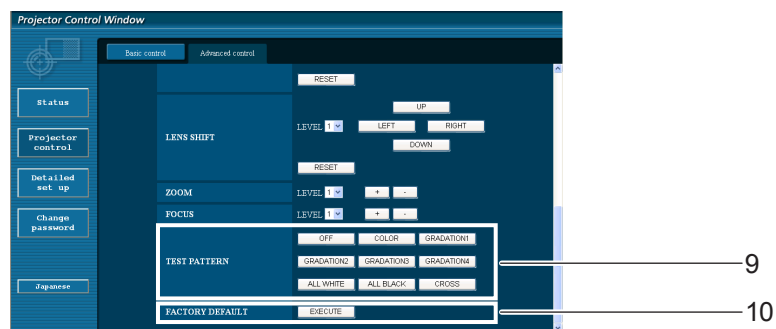 Projector Control Window
Basic control Advanced control
RESET
Status
UP
LENS SHIFT LEVEL 1 LEFT RIGHT
Projector
control
DOWN
RESET
Detailed
set up
ZOOM LEVEL 1 + -
FOCUS LEVEL 1 + -
Change
password
OFF COLOR GRADATION1
TEST PATTERN GRADATION2 GRADATION3 GRADATION4 9
Japanese
ALL WHITE ALL BLACK CROSS
FACTORY DEFAULT EXECUTE 10